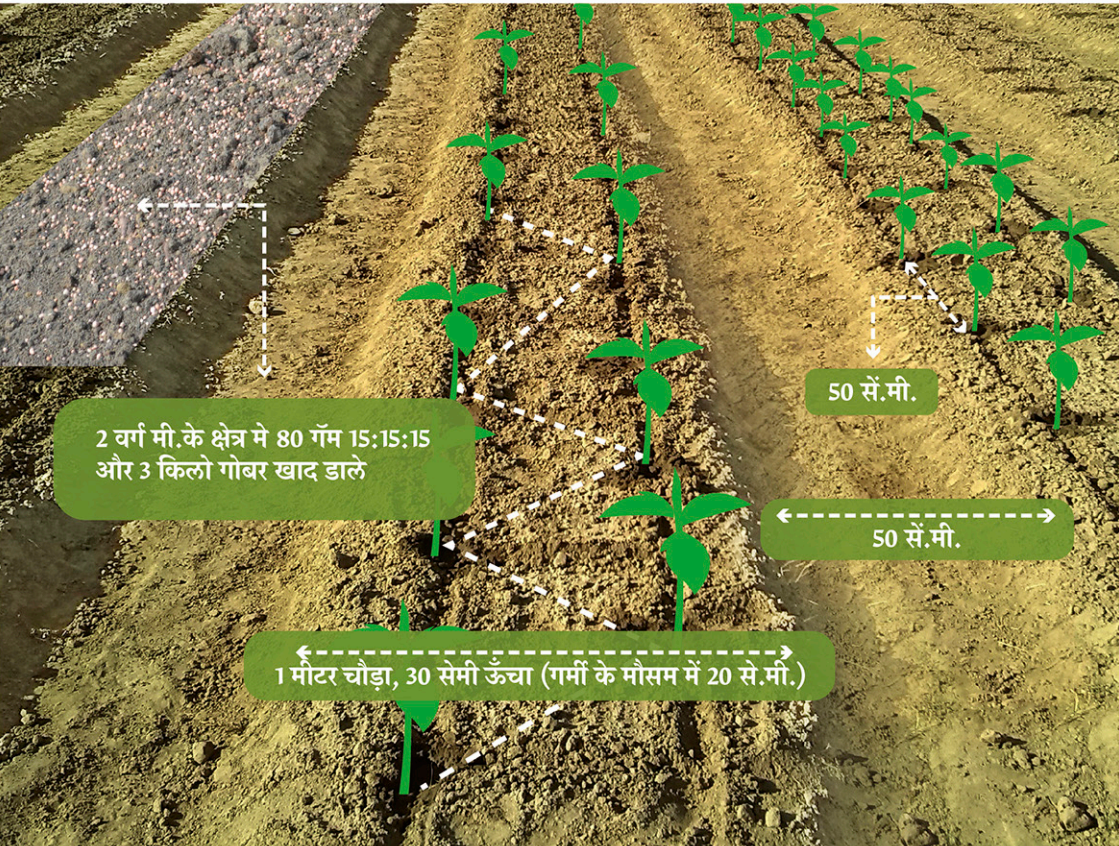 2 वर्ग मी.के क्षेत्र मे 80 गॅम 15:15:15
और 3 किलो गोबर खाद डाले
50 सें.मी.
50 सें.मी.
1 मीटर चौड़ा, 30 सेमी ऊँचा (गर्मी के मौसम में 20 से.मी.)